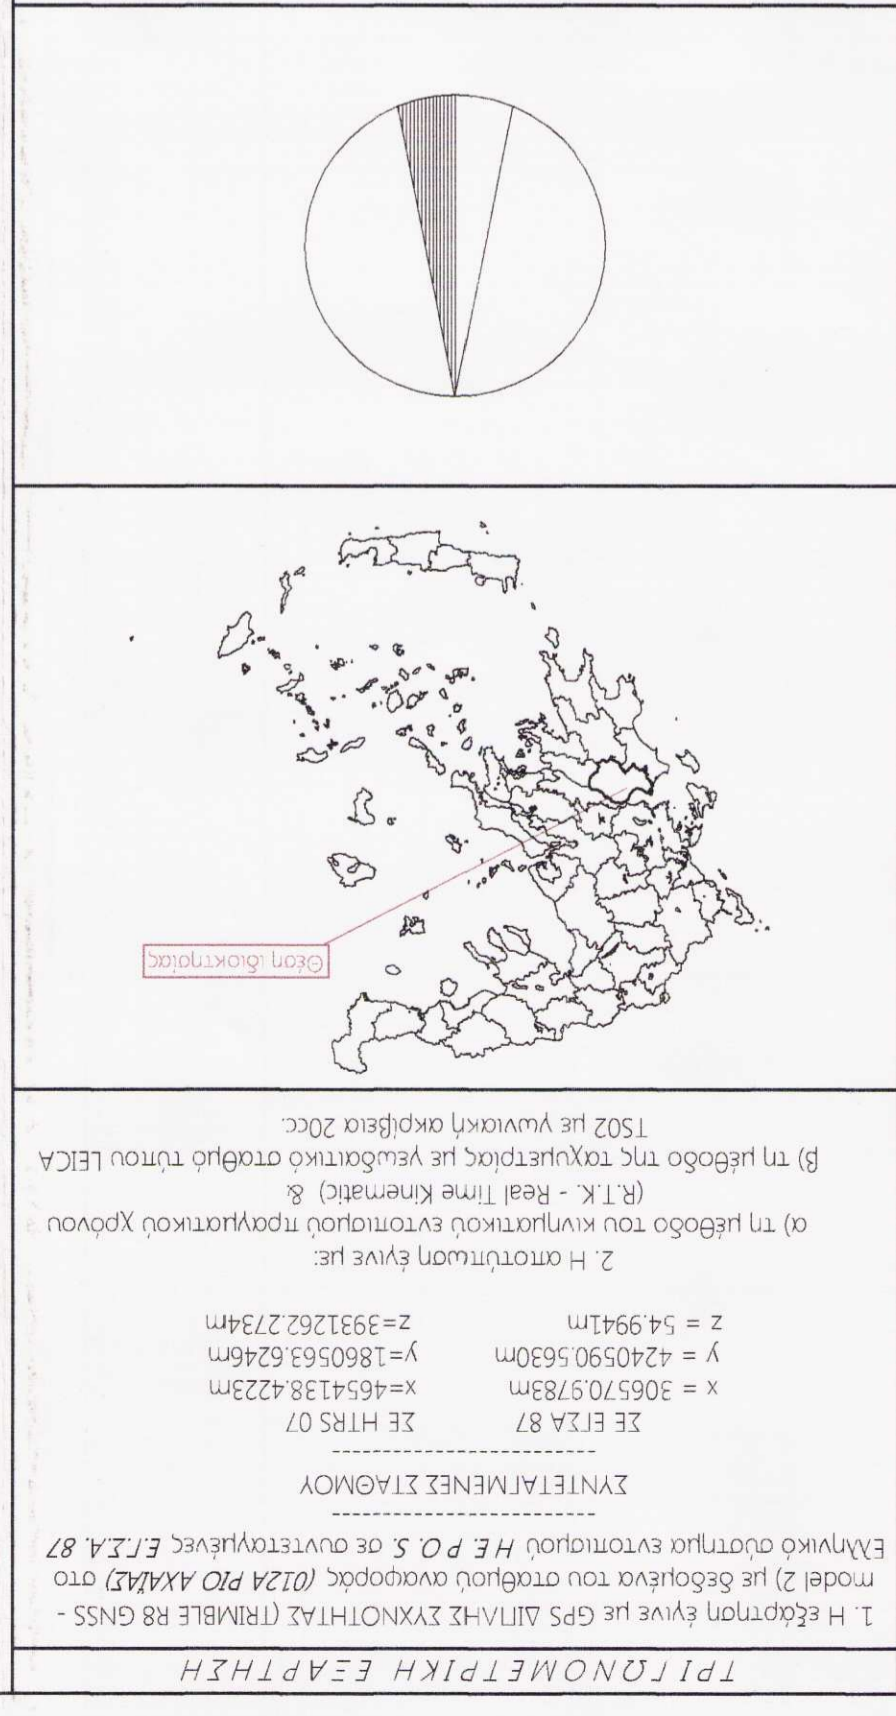 ΤΡΙΓΩΝΟΜΕΤΡΙΚΗ ΕΞΑΡΤΗΣΗ
1. Η εξάρτηση έγινε με GPS ΔΙΠΛΗΣ ΣΥΧΝΟΤΗΤΑΣ (TRIMBLE R8 GNSS -
model 2) με δεδομένα του σταθμού αναφοράς (012Α ΡΙΟ ΑΧΑΪΑΣ) στο
Ελληνικό σύστημα εντοπισμού HE. P.O. S. σε συντεταγμένες Ε.Γ.Σ.Α. 87
-----------------------------
ΣΥΝΤΕΤΑΓΜΕΝΕΣ ΣΤΑΘΜΟΥ
-----------------------------
ΣΕ ΕΓΣΑ 87 ΣΕ HTRS 07
x = 306570.9783m x=4654138.4223m
y = 4240590.5630m y=1860563.6246m
z = 54.9941m z=3931262.2734m
2. Η αποτύπωση έγινε με:
α) τη μέθοδο του κινηματικού εντοπισμού πραγματικού χρόνου
(R.T.K. - Real Time Kinematic) &
β) τη μέθοδο της ταχυμετρίας με γεωδαιτικό σταθμό τύπου LEICA
TS02 με γωνιακή ακρίβεια 20cc.
Θέση ιδιοκτησίας